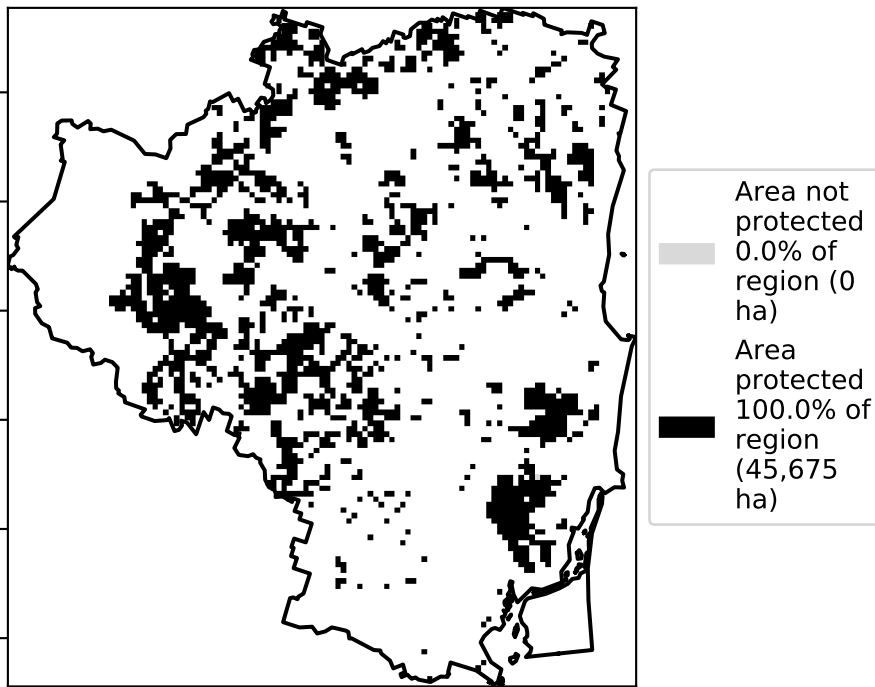 Area not
protected
0.0% of
region (0
ha)
Area
protected
100.0% of
region
(45,675
ha)